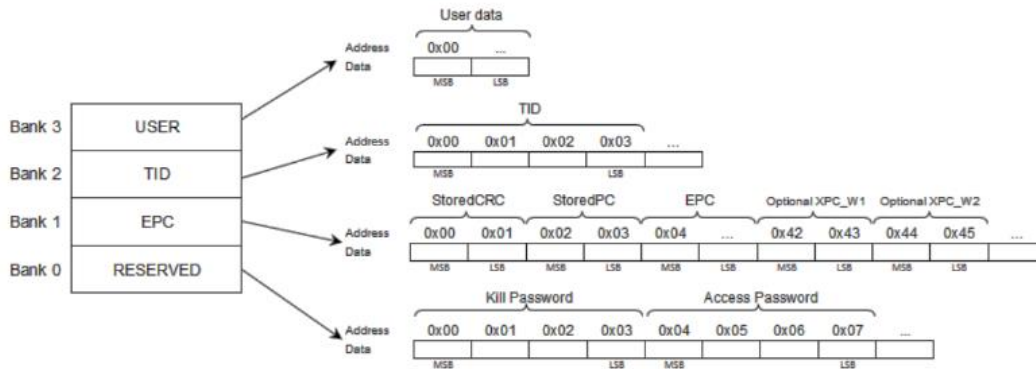 User data
Address 0x00 ...
Data
MSB LSB
TID
Bank 3 USER
Address 0x00 0x01 0x02 0x03 ...
Data
MSB LSB
Bank 2 TID
StoredCRC StoredPC EPC Optional XPC_W1 Optional XPC_W2
Bank 1 EPC
Address 0x00 0x01 0x02 0x03 0x04 ... 0x42 0x43 0x44 0x45 ...
Data
MSB LSB MSB LSB MSB LSB MSB LSB MSB LSB
Bank 0 RESERVED
Kill Password Access Password
Address 0x00 0x01 0x02 0x03 0x04 0x05 0x06 0x07 ...
Data
MSB LSB MSB LSB